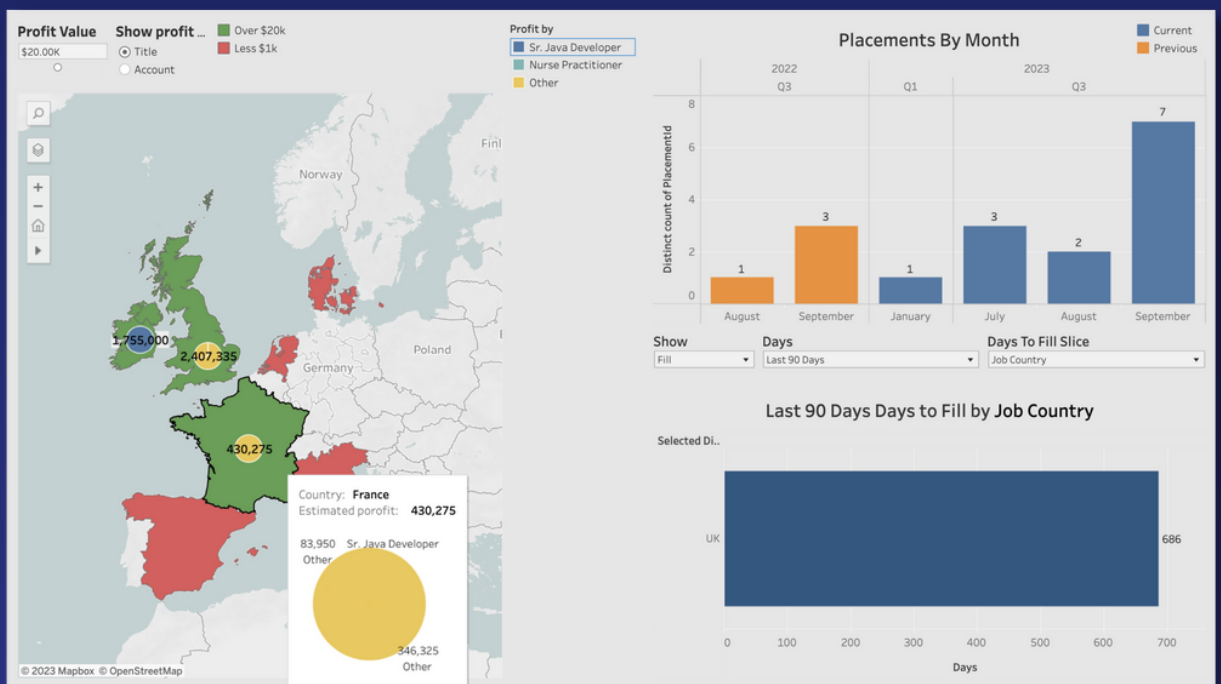 Profit Value
$20.00K
Show profit ...
Title
Account
Over $20k
Less $1k
Profit by
Sr. Java Developer
Nurse Practitioner
Other
Norway
Finl
Poland
Germany
1,755,000
2,407,335
430,275
Country: France
Estimated porofit: 430,275
83,950 Sr. Java Developer
Other
346,325
Other
© 2023 Mapbox © OpenStreetMap
Placements By Month
Current
Previous
2022 2023
Q3 Q1 Q3
Distinct count of PlacementId
8
6
4
2
0
1 3 1 3 2 7
August September January July August September
Show Days Days To Fill Slice
Fill Last 90 Days Job Country
Last 90 Days Days to Fill by Job Country
Selected Di..
UK
686
0 100 200 300 400 500 600 700
Days